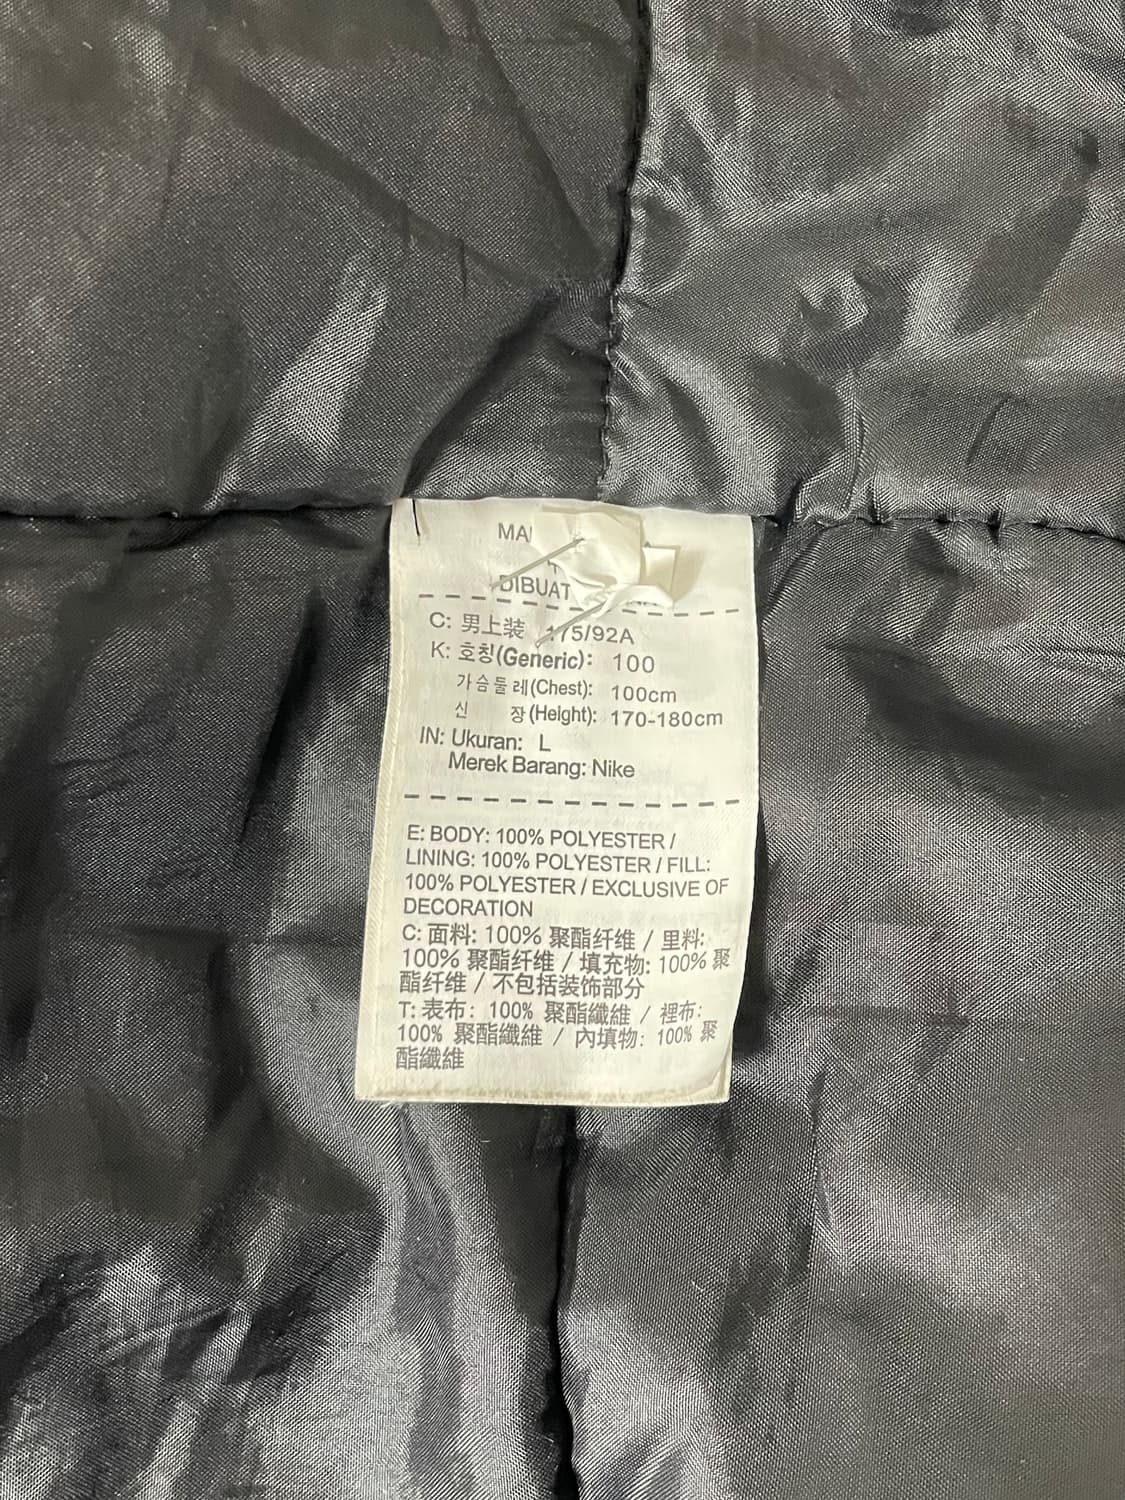 DIBUAT
C: 男上装 175/92A
K: 호칭(Generic): 100
가슴둘레(Chest): 100cm
신 장(Height): 170-180cm
IN: Ukuran: L
Merek Barang: Nike
E: BODY: 100% POLYESTER /
LINING: 100% POLYESTER / FILL:
100% POLYESTER / EXCLUSIVE OF
DECORATION
C: 面料: 100% 聚酯纤维 / 里料:
100% 聚酯纤维 / 填充物: 100% 聚
酯纤维 / 不包括装饰部分
T: 表布: 100% 聚酯纖維 / 裡布:
100% 聚酯纖維 / 內填物: 100% 聚
酯纖維